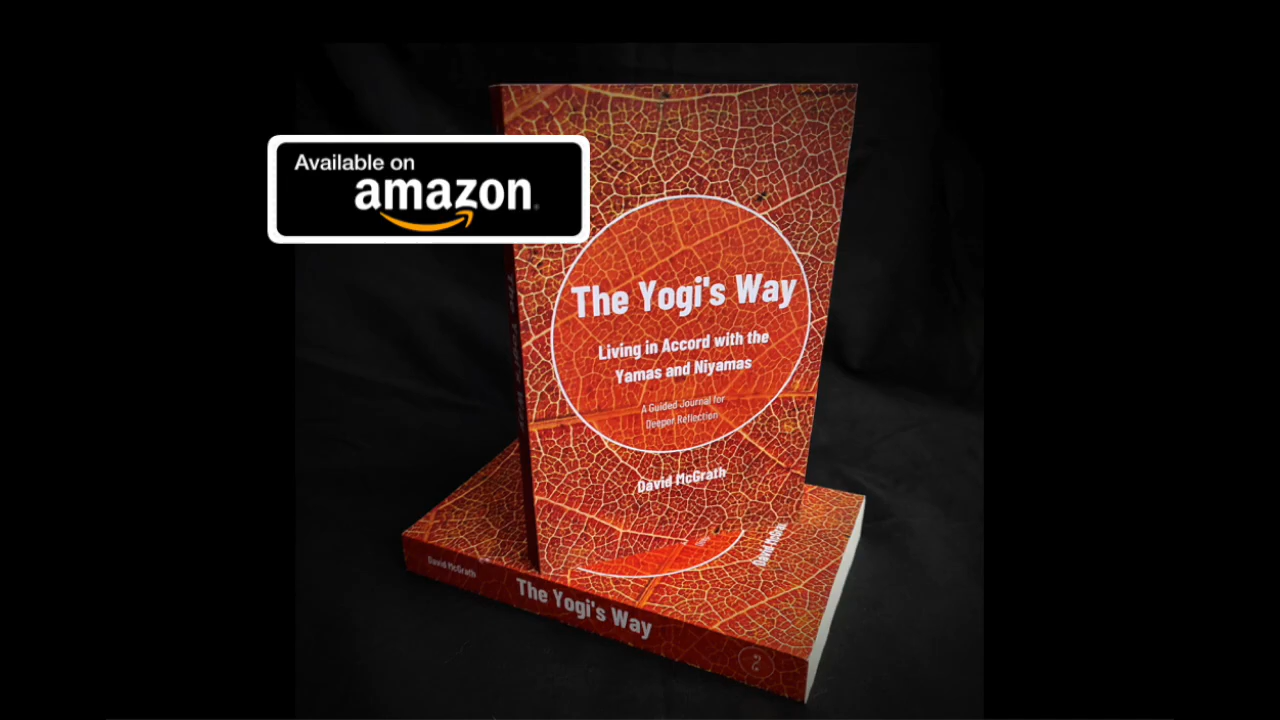 Available on
amazon
The Yogi's Way
Living in Accord with the
Yamas and Niyamas
A Guided Journal for
Deeper Reflection
David McGrath
David McGrath
The Yogi's Way